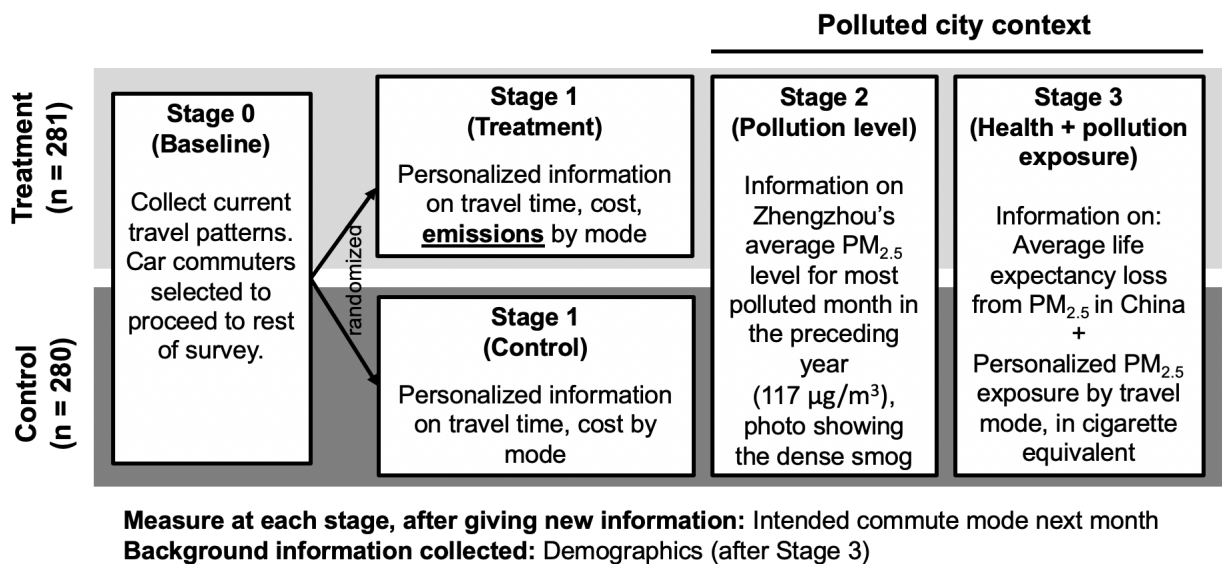 Polluted city context
Treatment
(n = 281)
Control
(n = 280)
Stage 0
(Baseline)
Collect current
travel patterns.
Car commuters
selected to
proceed to rest
of survey.
randomized
Stage 1
(Treatment)
Personalized information
on travel time, cost,
emissions by mode
Stage 1
(Control)
Personalized information
on travel time, cost by
mode
Stage 2
(Pollution level)
Information on
Zhengzhou’s
average PM₂.₅
level for most
polluted month in
the preceding
year
(117 µg/m³),
photo showing
the dense smog
Stage 3
(Health + pollution
exposure)
Information on:
Average life
expectancy loss
from PM₂.₅ in China
+
Personalized PM₂.₅
exposure by travel
mode, in cigarette
equivalent
Measure at each stage, after giving new information: Intended commute mode next month
Background information collected: Demographics (after Stage 3)